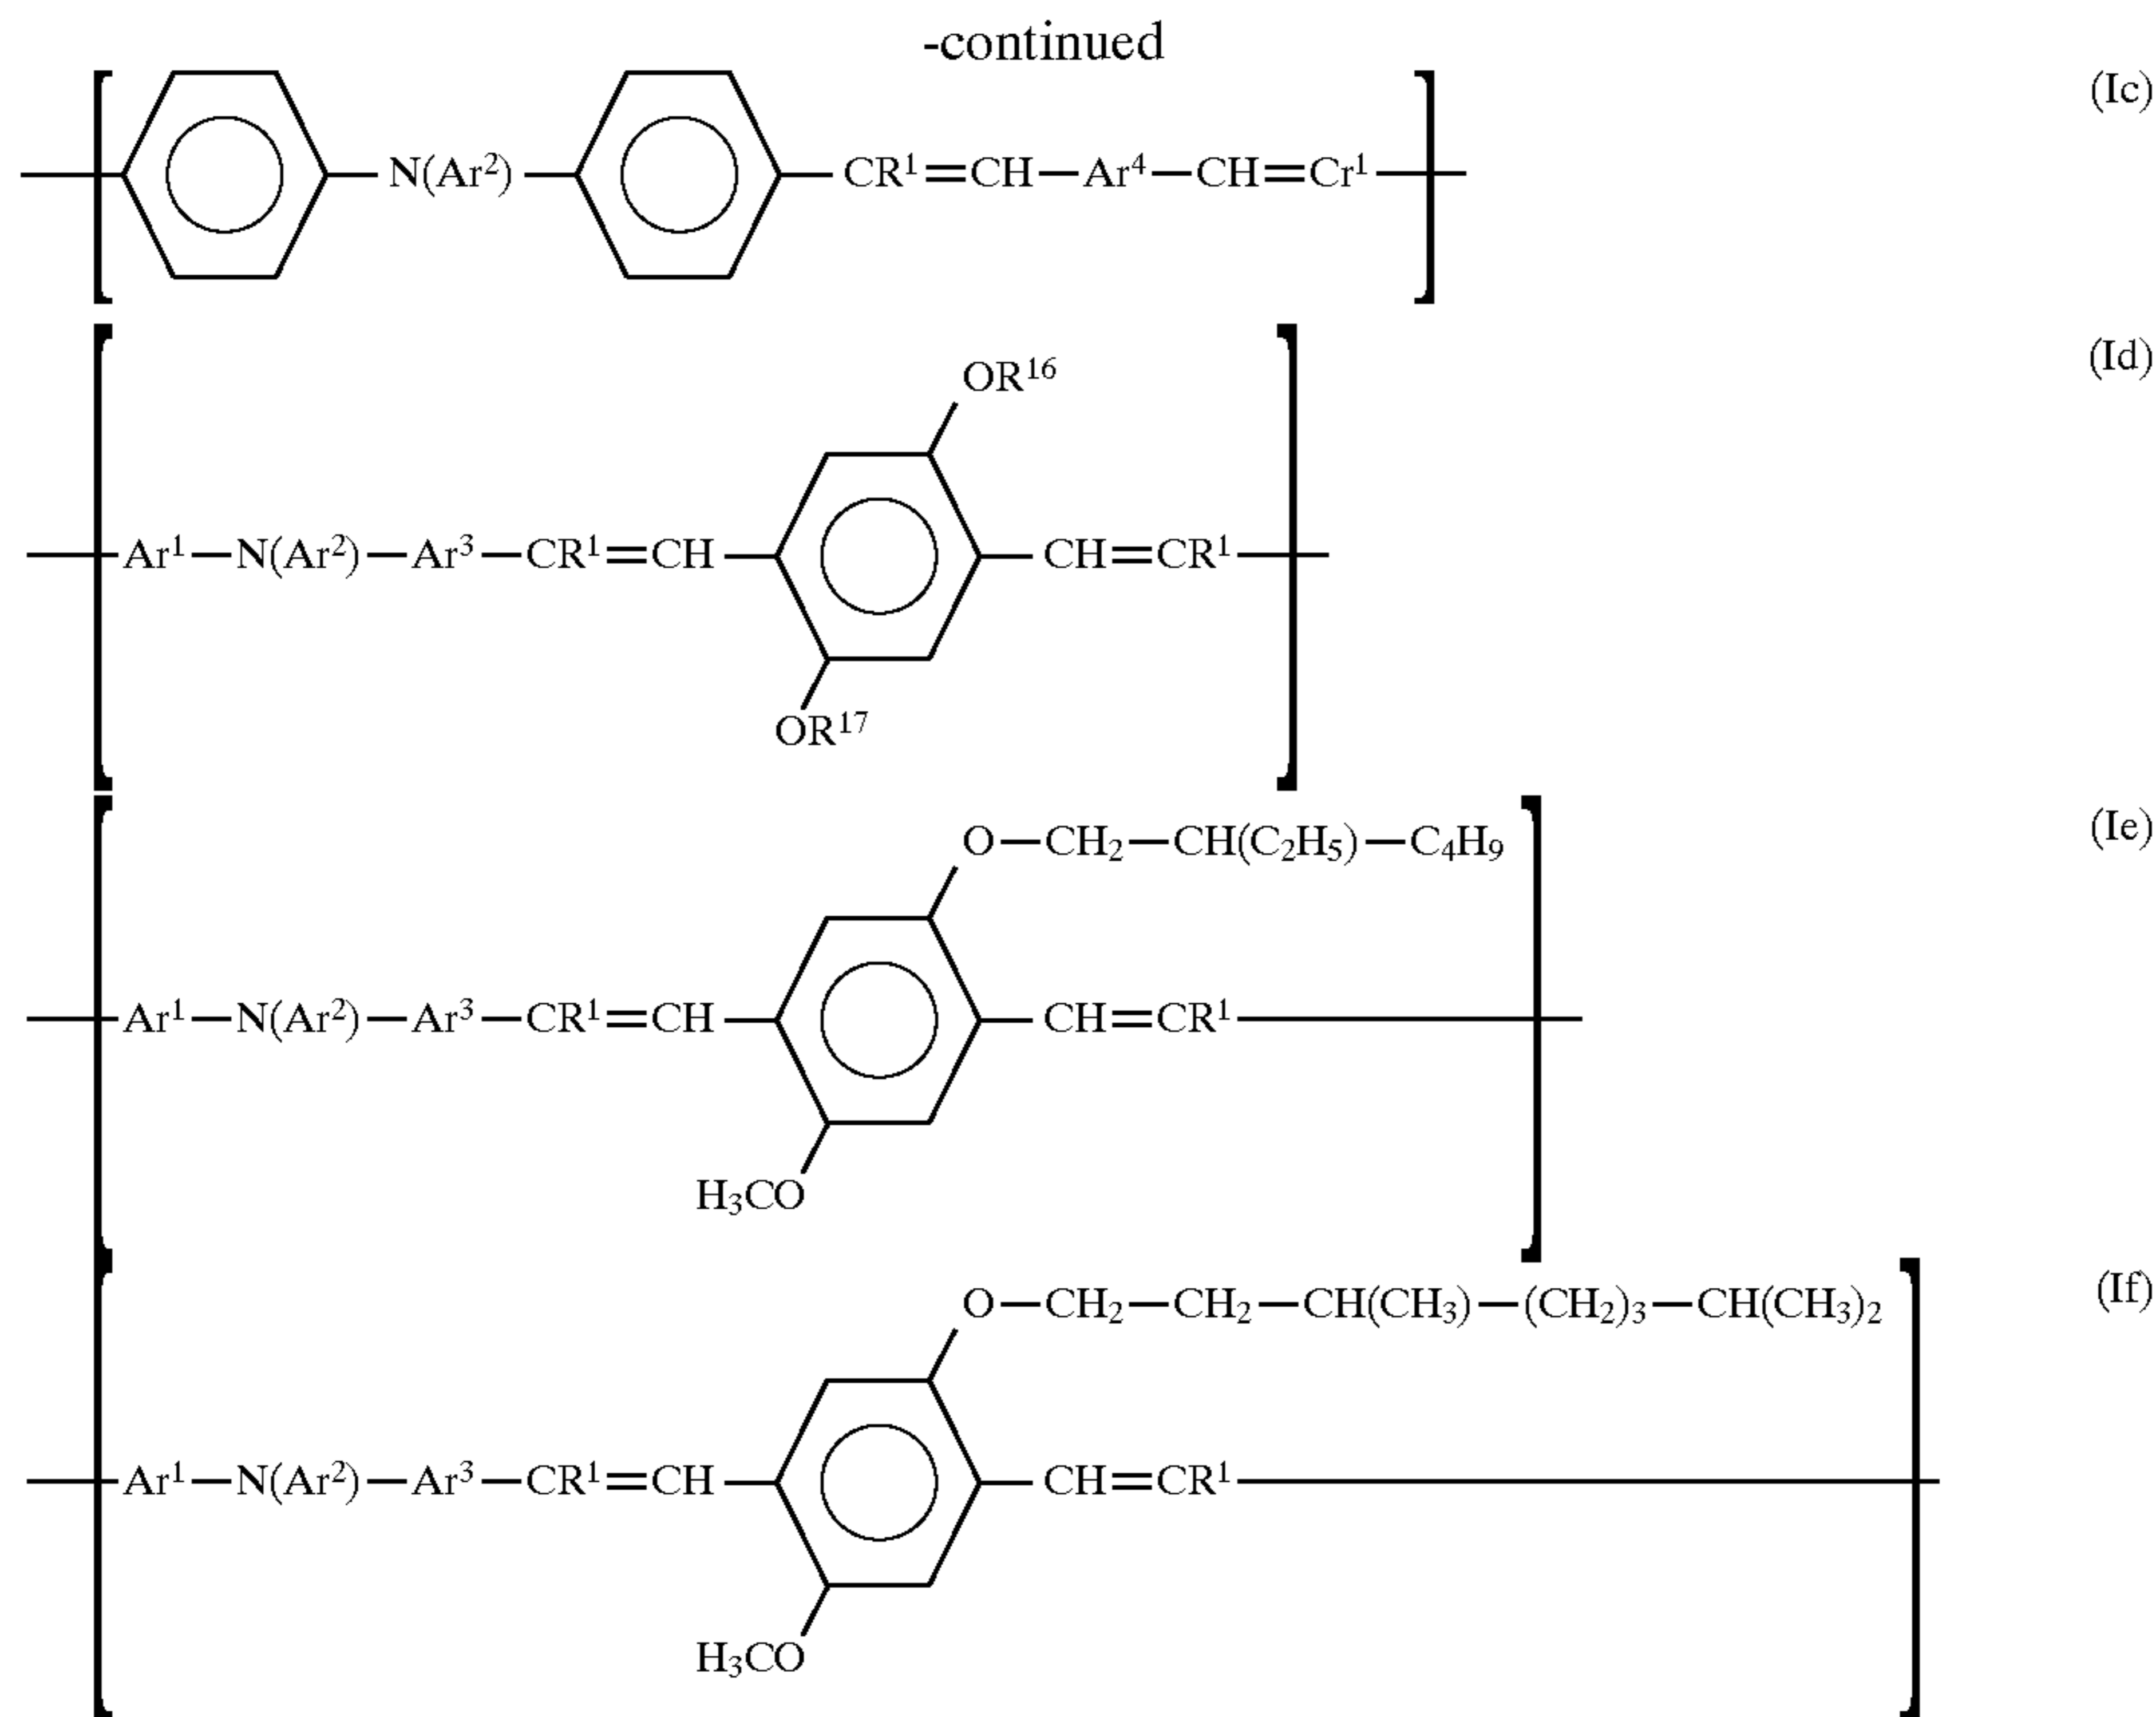 -continued
(Ic)
N(Ar²) CR¹=CH—Ar⁴—CH=Cr¹
(Id)
OR¹⁶
Ar¹—N(Ar²)—Ar³—CR¹=CH CH=CR¹
OR¹⁷
(Ie)
O—CH₂—CH(C₂H₅)—C₄H₉
Ar¹—N(Ar²)—Ar³—CR¹=CH CH=CR¹
H₃CO
(If)
O—CH₂—CH₂—CH(CH₃)—(CH₂)₃—CH(CH₃)₂
Ar¹—N(Ar²)—Ar³—CR¹=CH CH=CR¹
H₃CO